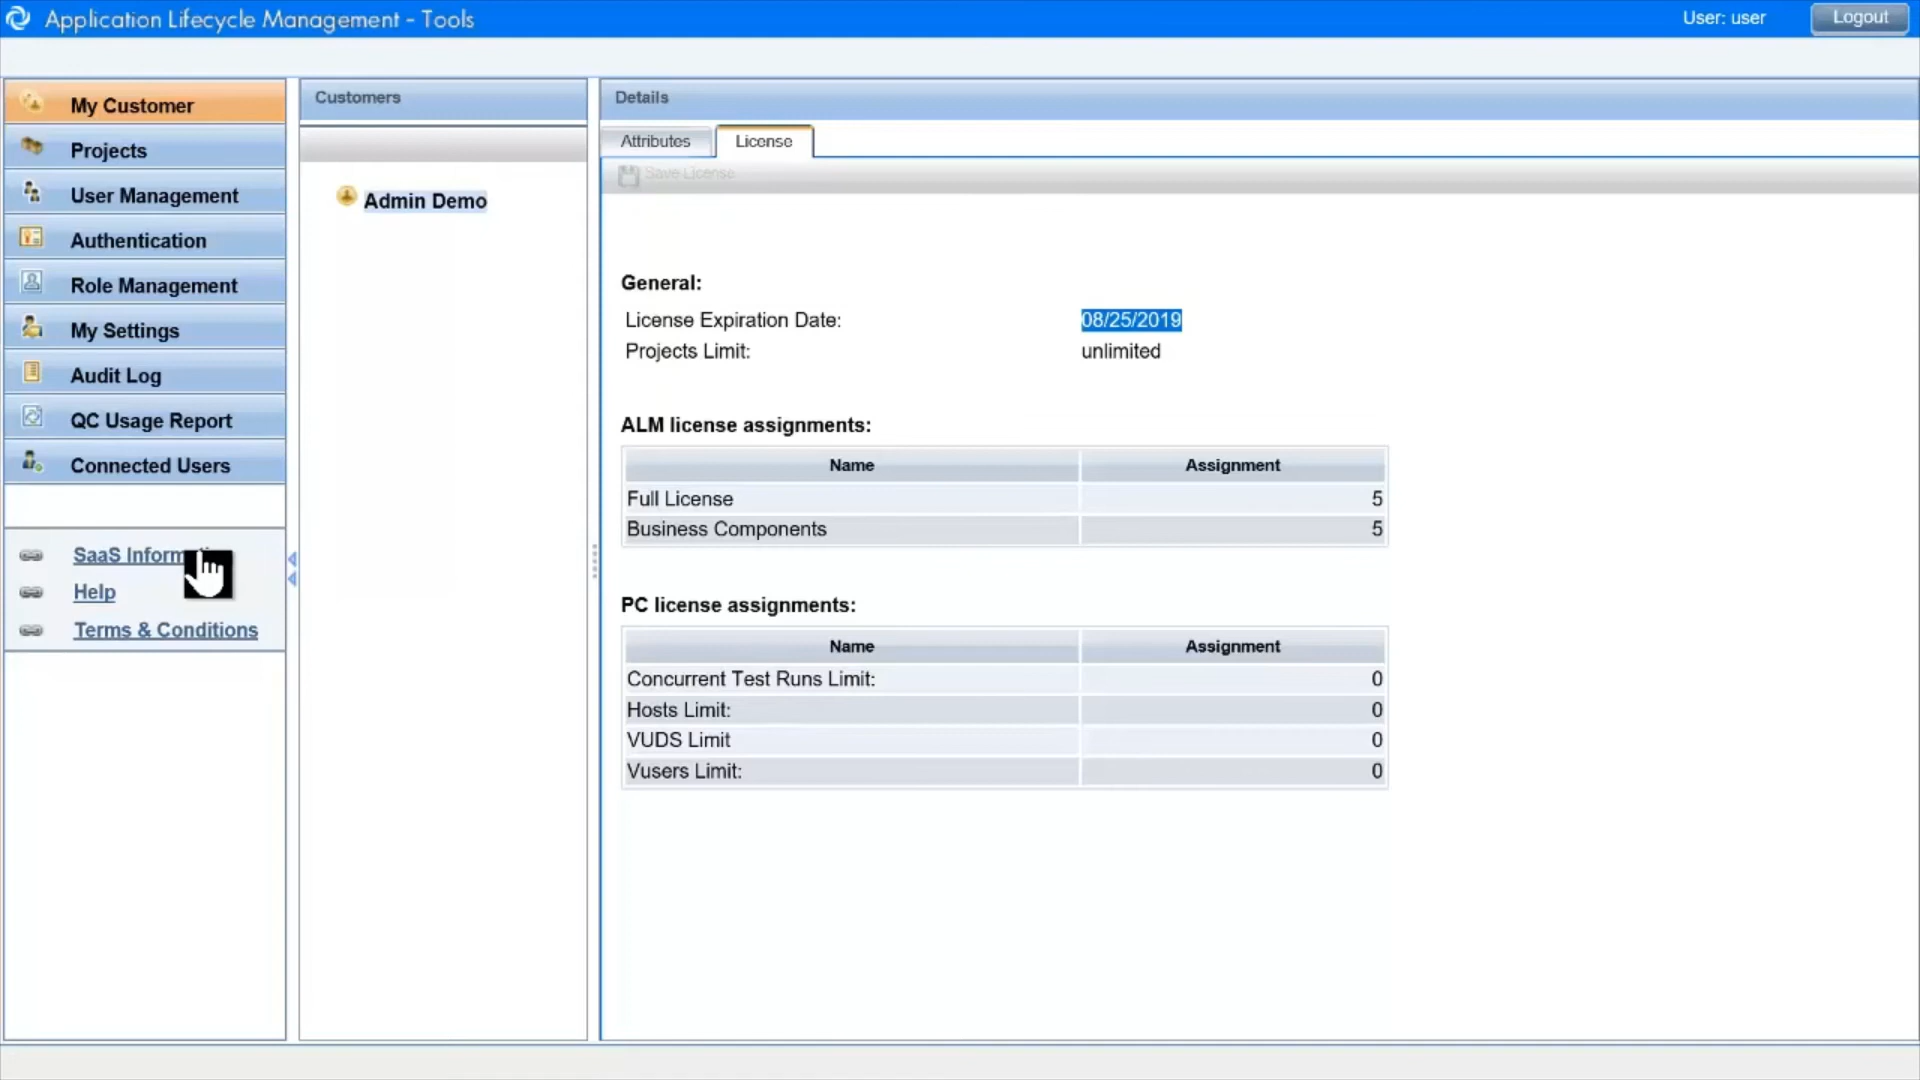 Application Lifecycle Management - Tools
User: user
Logout
My Customer
Projects
User Management
Authentication
Role Management
My Settings
Audit Log
QC Usage Report
Connected Users
SaaS
Help
Terms & Conditions
Customers
Admin Demo
Details
Attributes
License
Save License
General:
License Expiration Date: 08/25/2019
Projects Limit: unlimited
ALM license assignments:
Name Assignment
Full License 5
Business Components 5
PC license assignments:
Name Assignment
Concurrent Test Runs Limit: 0
Hosts Limit: 0
VUDS Limit 0
Vusers Limit: 0